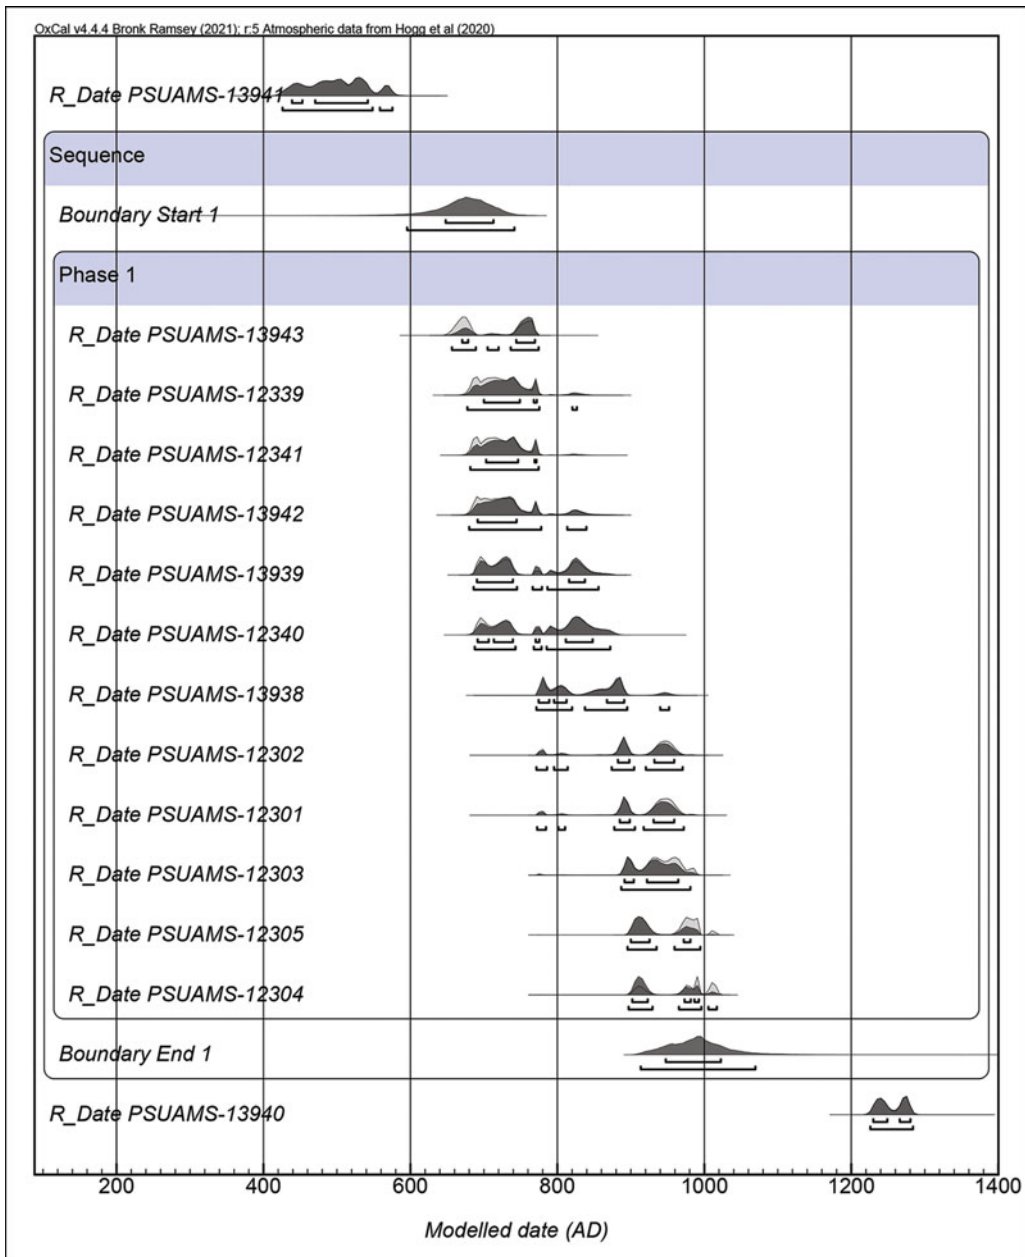 OxCal v4.4.4 Bronk Ramsey (2021); r:5 Atmospheric data from Hogg et al (2020)
R_Date PSUAMS-13941
Sequence
Boundary Start 1
Phase 1
R_Date PSUAMS-13943
R_Date PSUAMS-12339
R_Date PSUAMS-12341
R_Date PSUAMS-13942
R_Date PSUAMS-13939
R_Date PSUAMS-12340
R_Date PSUAMS-13938
R_Date PSUAMS-12302
R_Date PSUAMS-12301
R_Date PSUAMS-12303
R_Date PSUAMS-12305
R_Date PSUAMS-12304
Boundary End 1
R_Date PSUAMS-13940
200 400 600 800 1000 1200 1400
Modelled date (AD)